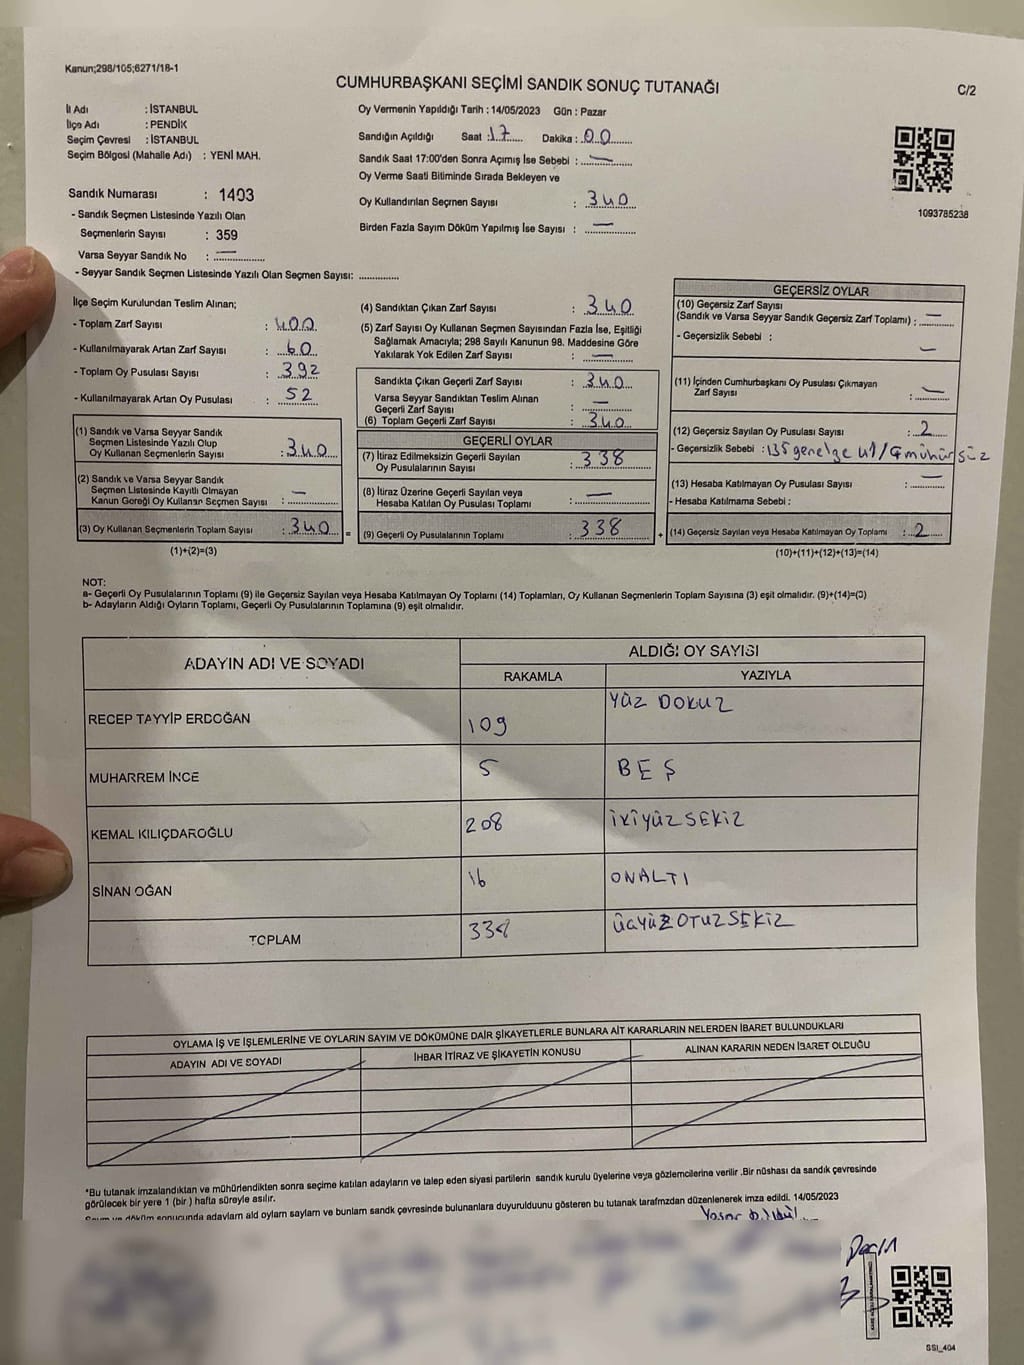 Kanun;298/105;6271/18-1
CUMHURBAŞKANI SEÇİMİ SANDIK SONUÇ TUTANAĞI
C/2
İl Adı : İSTANBUL
İlçe Adı : PENDİK
Seçim Çevresi : İSTANBUL
Seçim Bölgesi (Mahalle Adı) : YENİ MAH.
Sandık Numarası : 1403
- Sandık Seçmen Listesinde Yazılı Olan
Seçmenlerin Sayısı : 359
Varsa Seyyar Sandık No : —
- Seyyar Sandık Seçmen Listesinde Yazılı Olan Seçmen Sayısı: ..............
Oy Vermenin Yapıldığı Tarih : 14/05/2023 Gün : Pazar
Sandığın Açıldığı Saat : 17 Dakika : 00
Sandık Saat 17:00'den Sonra Açımış İse Sebebi : —
Oy Verme Saati Bitiminde Sırada Bekleyen ve
Oy Kullandırılan Seçmen Sayısı : 340
Birden Fazla Sayım Döküm Yapılmış İse Sayısı : —
1093785238
İlçe Seçim Kurulundan Teslim Alınan;
- Toplam Zarf Sayısı : 400
- Kullanılmayarak Artan Zarf Sayısı : 60
- Toplam Oy Pusulası Sayısı : 392
- Kullanılmayarak Artan Oy Pusulası : 52
(1) Sandık ve Varsa Seyyar Sandık
Seçmen Listesinde Yazılı Olup
Oy Kullanan Seçmenlerin Sayısı : 340
(2) Sandık ve Varsa Seyyar Sandık
Seçmen Listesinde Kayıtlı Olmayan
Kanun Gereği Oy Kullanan Seçmen Sayısı : —
(3) Oy Kullanan Seçmenlerin Toplam Sayısı : 340 =
(1)+(2)=(3)
(4) Sandıktan Çıkan Zarf Sayısı : 340
(5) Zarf Sayısı Oy Kullanan Seçmen Sayısından Fazla İse, Eşitliği
Sağlamak Amacıyla; 298 Sayılı Kanunun 98. Maddesine Göre
Yakılarak Yok Edilen Zarf Sayısı : —
Sandıkta Çıkan Geçerli Zarf Sayısı : 340
Varsa Seyyar Sandıktan Teslim Alınan
Geçerli Zarf Sayısı : —
(6) Toplam Geçerli Zarf Sayısı : 340
GEÇERLİ OYLAR
(7) İtiraz Edilmeksizin Geçerli Sayılan
Oy Pusulalarının Sayısı : 338
(8) İtiraz Üzerine Geçerli Sayılan veya
Hesaba Katılan Oy Pusulası Toplamı : —
(9) Geçerli Oy Pusulalarının Toplamı : 338 +
GEÇERSİZ OYLAR
(10) Geçersiz Zarf Sayısı
(Sandık ve Varsa Seyyar Sandık Geçersiz Zarf Toplamı) : —
- Geçersizlik Sebebi : —
(11) İçinden Cumhurbaşkanı Oy Pusulası Çıkmayan
Zarf Sayısı : —
(12) Geçersiz Sayılan Oy Pusulası Sayısı : 2
- Geçersizlik Sebebi : 135 genelge 41/Ç mühürsüz
(13) Hesaba Katılmayan Oy Pusulası Sayısı : —
- Hesaba Katılmama Sebebi :
(14) Geçersiz Sayılan veya Hesaba Katılmayan Oy Toplamı : 2
(10)+(11)+(12)+(13)=(14)
NOT:
a- Geçerli Oy Pusulalarının Toplamı (9) ile Geçersiz Sayılan veya Hesaba Katılmayan Oy Toplamı (14) Toplamları, Oy Kullanan Seçmenlerin Toplam Sayısına (3) eşit olmalıdır. (9)+(14)=(3)
b- Adayların Aldığı Oyların Toplamı, Geçerli Oy Pusulalarının Toplamına (9) eşit olmalıdır.
ADAYIN ADI VE SOYADI
ALDIĞI OY SAYISI
RAKAMLA YAZIYLA
RECEP TAYYİP ERDOĞAN 109 YÜZ DOKUZ
MUHARREM İNCE 5 BEŞ
KEMAL KILIÇDAROĞLU 208 İKİYÜZSEKİZ
SİNAN OĞAN 16 ONALTI
TOPLAM 338 ÜÇYÜZOTUZSEKİZ
OYLAMA İŞ VE İŞLEMLERİNE VE OYLARIN SAYIM VE DÖKÜMÜNE DAİR ŞİKAYETLERLE BUNLARA AİT KARARLARIN NELERDEN İBARET BULUNDUKLARI
ADAYIN ADI VE SOYADI İHBAR İTİRAZ VE ŞİKAYETİN KONUSU ALINAN KARARIN NEDEN İBARET OLDUĞU
*Bu tutanak imzalandıktan ve mühürlendikten sonra seçime katılan adayların ve talep eden siyasi partilerin sandık kurulu üyelerine veya gözlemcilerine verilir .Bir nüshası da sandık çevresinde
görülecek bir yere 1 (bir ) hafta süreyle asılır.
Sayım ve döküm sonucunda adayların aldığı oyların sayları ve bunların sandık çevresinde bulunanlara duyurulduunu gösteren bu tutanak tarafmzdan düzenlenerek imza edildi. 14/05/2023
SSI_404